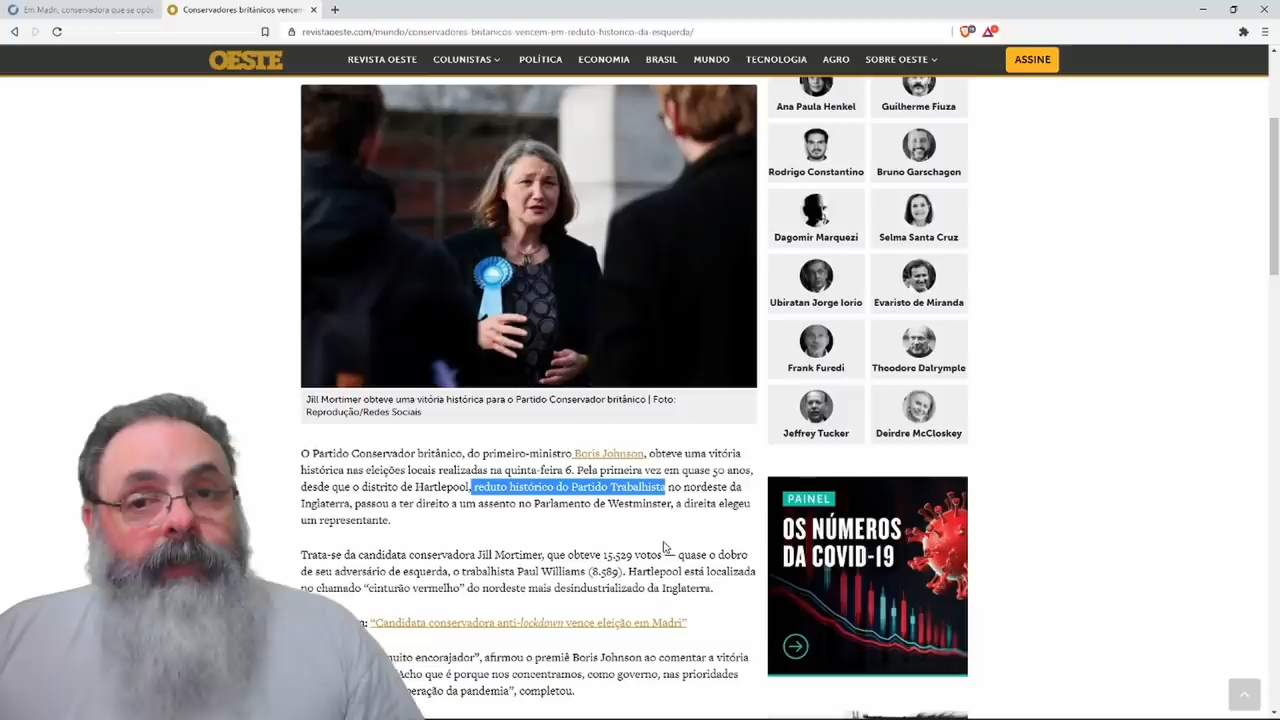 Em Madri, conservadora que se opôs
Conservadores britânicos vencem
revistaoeste.com/mundo/conservadores-britanicos-vencem-em-reduto-historico-da-esquerda/
OESTE
REVISTA OESTE COLUNISTAS POLÍTICA ECONOMIA BRASIL MUNDO TECNOLOGIA AGRO SOBRE OESTE
ASSINE
Ana Paula Henkel
Guilherme Fiuza
Rodrigo Constantino
Bruno Garschagen
Dagomir Marquezi
Selma Santa Cruz
Ubiratan Jorge Iorio
Evaristo de Miranda
Frank Furedi
Theodore Dalrymple
Jeffrey Tucker
Deirdre McCloskey
Jill Mortimer obteve uma vitória histórica para o Partido Conservador britânico | Foto:
Reprodução/Redes Sociais
O Partido Conservador britânico, do primeiro-ministro Boris Johnson, obteve uma vitória
histórica nas eleições locais realizadas na quinta-feira 6. Pela primeira vez em quase 50 anos,
desde que o distrito de Hartlepool, reduto histórico do Partido Trabalhista no nordeste da
Inglaterra, passou a ter direito a um assento no Parlamento de Westminster, a direita elegeu
um representante.
Trata-se da candidata conservadora Jill Mortimer, que obteve 15.529 votos — quase o dobro
de seu adversário de esquerda, o trabalhista Paul Williams (8.589). Hartlepool está localizada
no chamado “cinturão vermelho” do nordeste mais desindustrializado da Inglaterra.
“Candidata conservadora anti-lockdown vence eleição em Madri”
encorajador”, afirmou o premiê Boris Johnson ao comentar a vitória
Acho que é porque nos concentramos, como governo, nas prioridades
da pandemia”, completou.
PAINEL
OS NÚMEROS
DA COVID-19